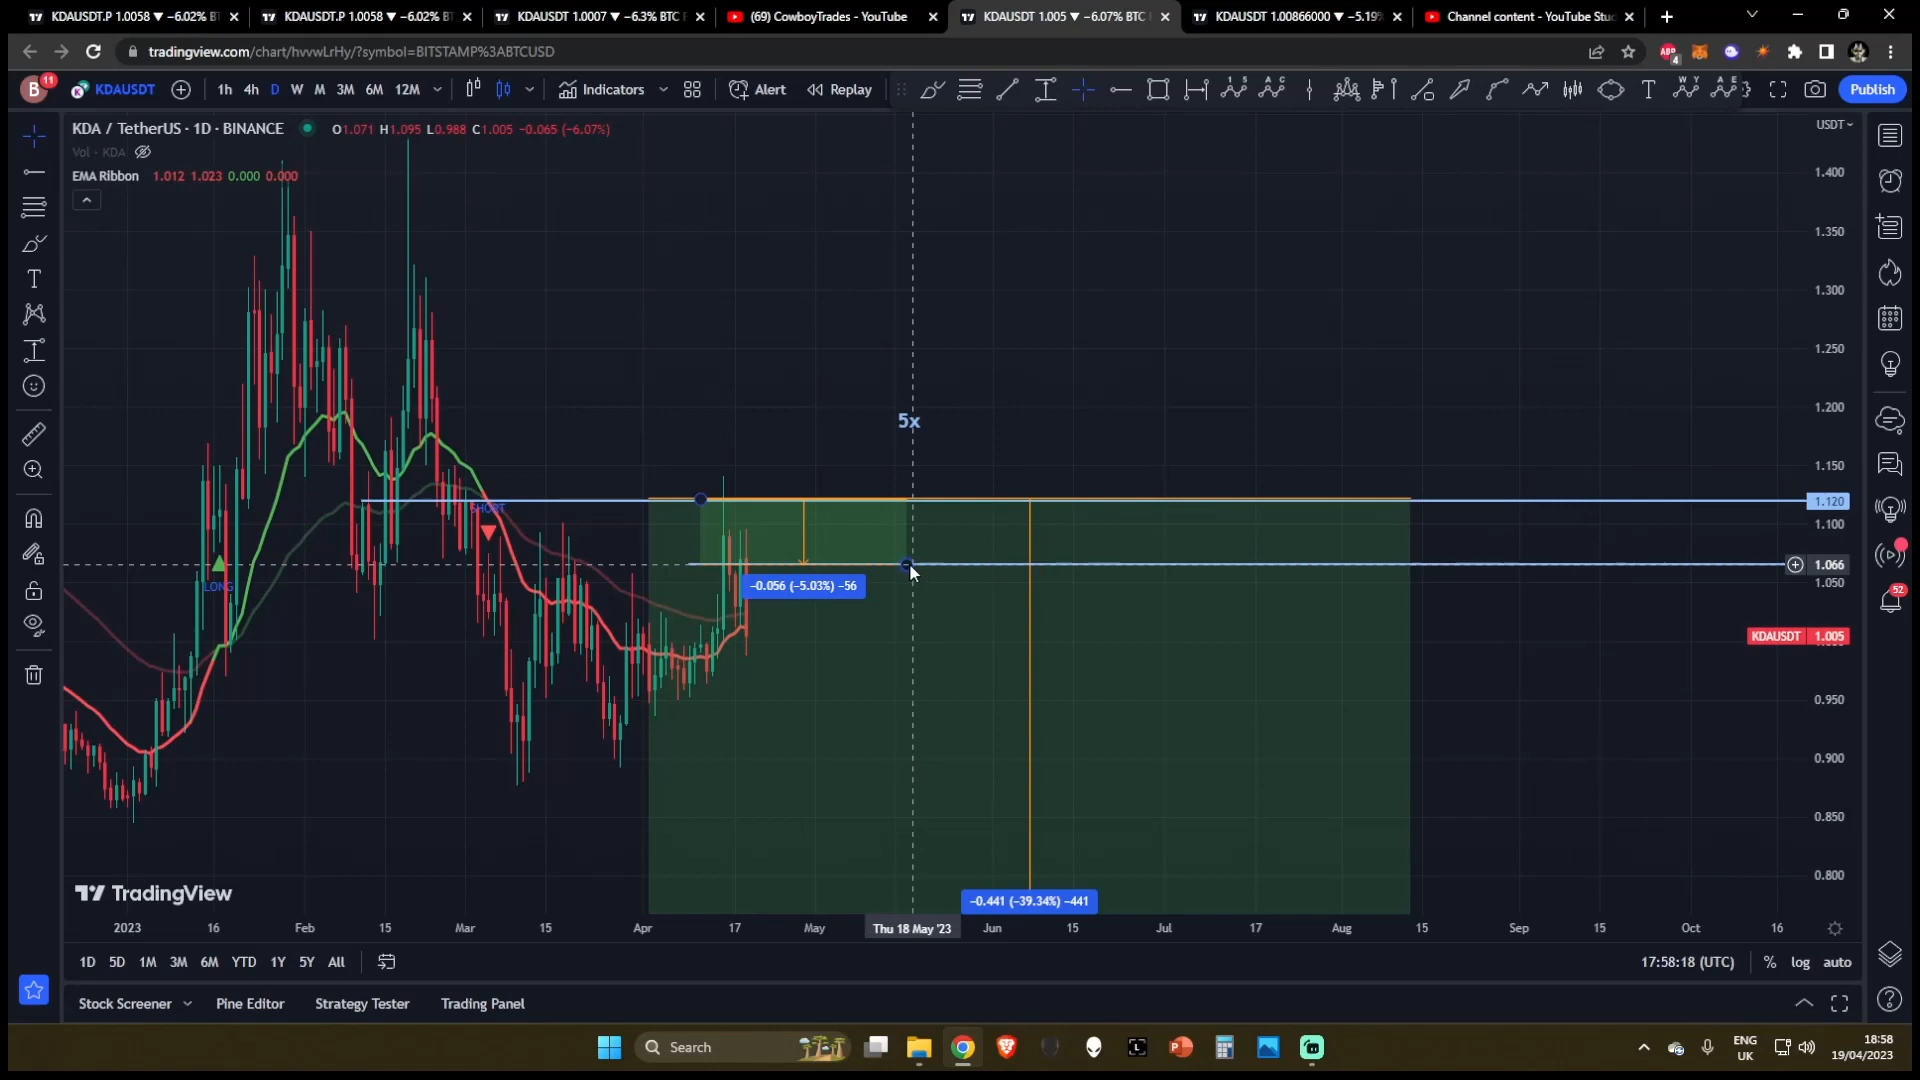 KDAUSDT.P 1.0058 ▼ −6.02% B
KDAUSDT.P 1.0058 ▼ −6.02% B
KDAUSDT 1.0007 ▼ −6.3% BTC
(69) CowboyTrades - YouTube
KDAUSDT 1.005 ▼ −6.07% BTC
KDAUSDT 1.00866000 ▼ −5.19%
Channel content - YouTube Stu
tradingview.com/chart/hvvwLrHy/?symbol=BITSTAMP%3ABTCUSD
ABP
4
B
11
KDAUSDT
1h
4h
D
W
M
3M
6M
12M
Indicators
Alert
Replay
Publish
KDA / TetherUS · 1D · BINANCE
O1.071 H1.095 L0.988 C1.005 −0.065 (−6.07%)
Vol · KDA
EMA Ribbon 1.012 1.023 0.000 0.000
USDT
1.400
1.350
1.300
1.250
1.200
1.150
1.120
1.100
1.066
1.050
KDAUSDT 1.005
0.950
0.900
0.850
0.800
5x
SHORT
LONG
−0.056 (−5.03%) −56
−0.441 (−39.34%) −441
52
TradingView
2023
16
Feb
15
Mar
15
Apr
17
May
Thu 18 May '23
Jun
15
Jul
17
Aug
15
Sep
15
Oct
16
1D
5D
1M
3M
6M
YTD
1Y
5Y
All
17:58:18 (UTC)
%
log
auto
Stock Screener
Pine Editor
Strategy Tester
Trading Panel
Search
ENG
UK
18:58
19/04/2023